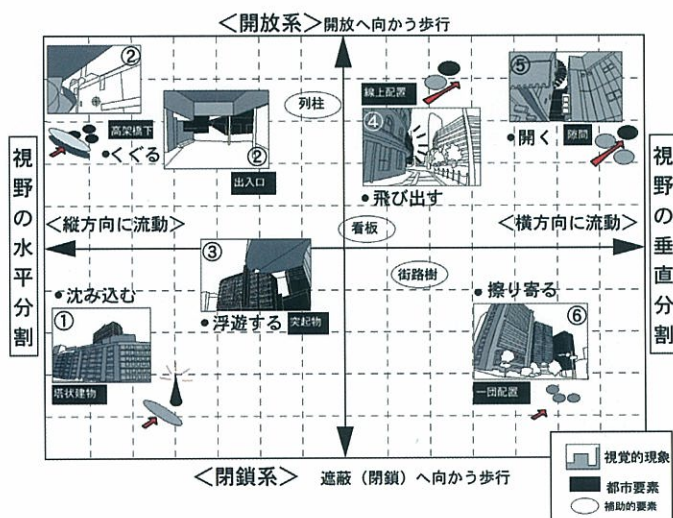 ＜開放系＞開放へ向かう歩行
②
高架橋下
●くぐる
②
出入口
列柱
線上配置
④
●飛び出す
⑤
●開く
隙間
視野の水平分割
＜縦方向に流動＞
看板
＜横方向に流動＞
視野の垂直分割
③
●浮遊する
突起物
街路樹
●沈み込む
①
塔状建物
●擦り寄る
⑥
一団配置
＜閉鎖系＞ 遮蔽（閉鎖）へ向かう歩行
視覚的現象
都市要素
補助的要素